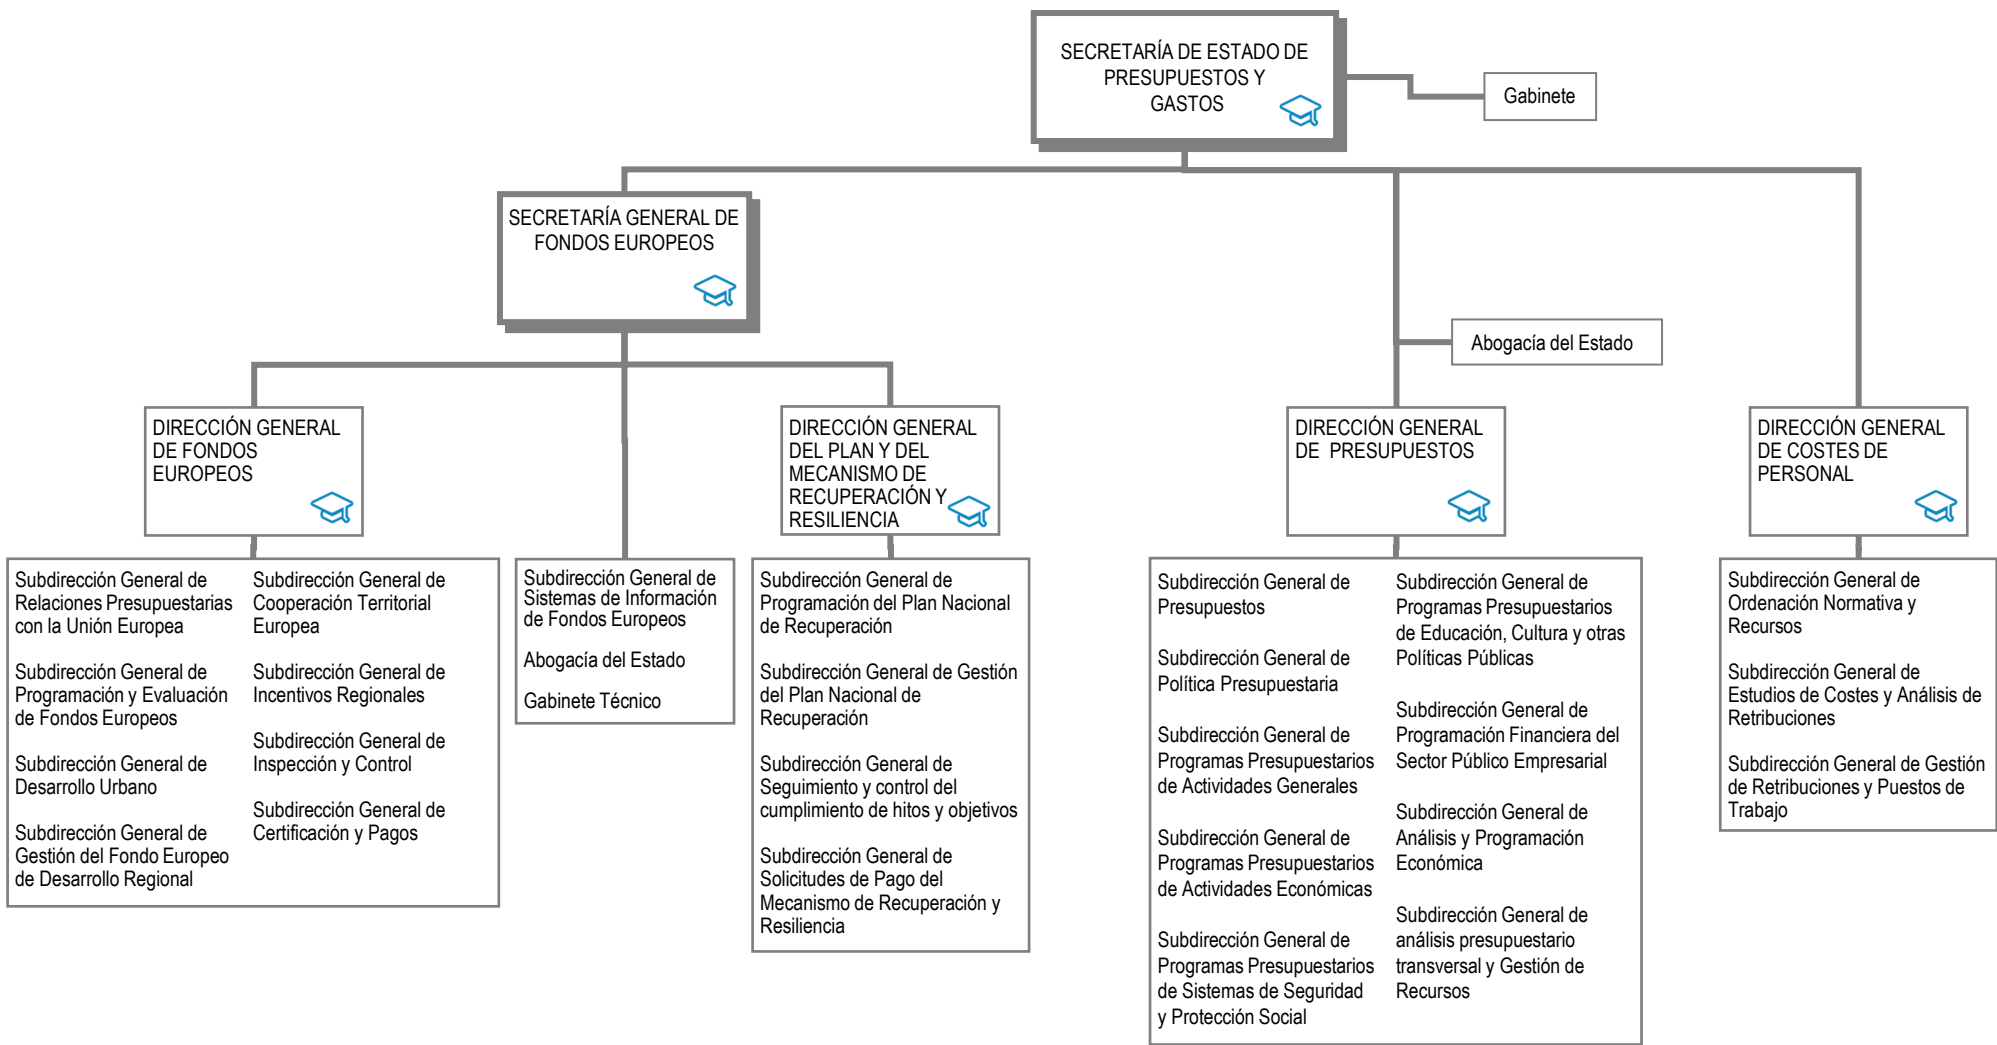 SECRETARÍA DE ESTADO DE
PRESUPUESTOS Y
GASTOS
Gabinete
SECRETARÍA GENERAL DE
FONDOS EUROPEOS
Abogacía del Estado
DIRECCIÓN GENERAL
DE FONDOS
EUROPEOS
DIRECCIÓN GENERAL
DEL PLAN Y DEL
MECANISMO DE
RECUPERACIÓN Y
RESILIENCIA
DIRECCIÓN GENERAL
DE PRESUPUESTOS
DIRECCIÓN GENERAL
DE COSTES DE
PERSONAL
Subdirección General de
Relaciones Presupuestarias
con la Unión Europea
Subdirección General de
Programación y Evaluación
de Fondos Europeos
Subdirección General de
Desarrollo Urbano
Subdirección General de
Gestión del Fondo Europeo
de Desarrollo Regional
Subdirección General de
Cooperación Territorial
Europea
Subdirección General de
Incentivos Regionales
Subdirección General de
Inspección y Control
Subdirección General de
Certificación y Pagos
Subdirección General de
Sistemas de Información
de Fondos Europeos
Abogacía del Estado
Gabinete Técnico
Subdirección General de
Programación del Plan Nacional
de Recuperación
Subdirección General de Gestión
del Plan Nacional de
Recuperación
Subdirección General de
Seguimiento y control del
cumplimiento de hitos y objetivos
Subdirección General de
Solicitudes de Pago del
Mecanismo de Recuperación y
Resiliencia
Subdirección General de
Presupuestos
Subdirección General de
Política Presupuestaria
Subdirección General de
Programas Presupuestarios
de Actividades Generales
Subdirección General de
Programas Presupuestarios
de Actividades Económicas
Subdirección General de
Programas Presupuestarios
de Sistemas de Seguridad
y Protección Social
Subdirección General de
Programas Presupuestarios
de Educación, Cultura y otras
Políticas Públicas
Subdirección General de
Programación Financiera del
Sector Público Empresarial
Subdirección General de
Análisis y Programación
Económica
Subdirección General de
análisis presupuestario
transversal y Gestión de
Recursos
Subdirección General de
Ordenación Normativa y
Recursos
Subdirección General de
Estudios de Costes y Análisis de
Retribuciones
Subdirección General de Gestión
de Retribuciones y Puestos de
Trabajo